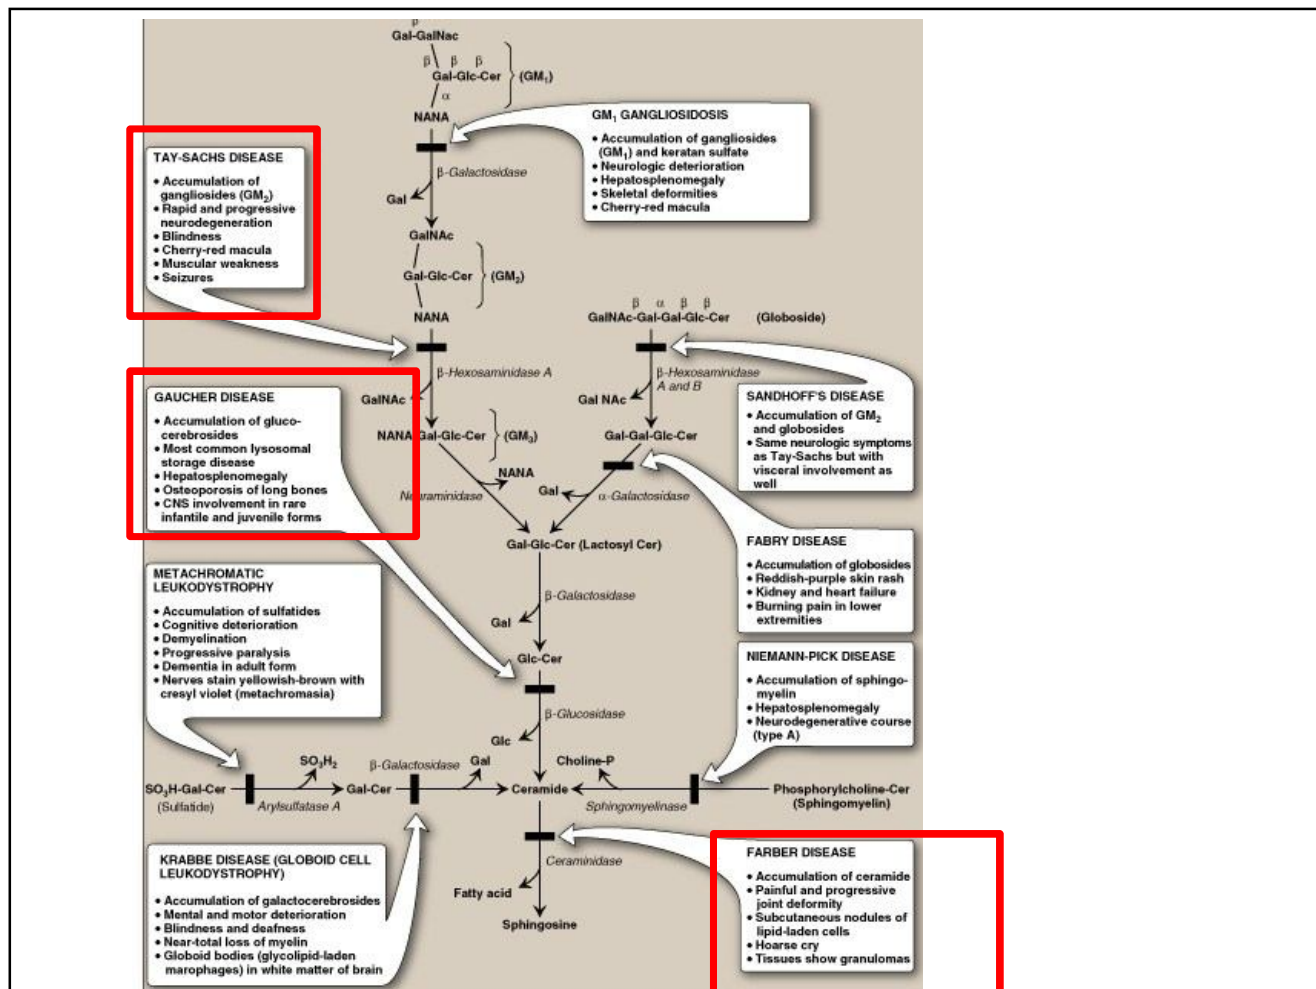 β
Gal-GalNac
β β β
Gal-Glc-Cer (GM1)
α
NANA
β-Galactosidase
Gal
GalNAc
Gal-Glc-Cer (GM2)
NANA
β-Hexosaminidase A
GalNAc
NANA-Gal-Glc-Cer (GM3)
NANA
Neuraminidase
GM1 GANGLIOSIDOSIS
• Accumulation of gangliosides
(GM1) and keratan sulfate
• Neurologic deterioration
• Hepatosplenomegaly
• Skeletal deformities
• Cherry-red macula
TAY-SACHS DISEASE
• Accumulation of
gangliosides (GM2)
• Rapid and progressive
neurodegeneration
• Blindness
• Cherry-red macula
• Muscular weakness
• Seizures
β α β β
GalNAc-Gal-Gal-Glc-Cer (Globoside)
β-Hexosaminidase
A and B
Gal NAc
Gal-Gal-Glc-Cer
Gal
α-Galactosidase
SANDHOFF'S DISEASE
• Accumulation of GM2
and globosides
• Same neurologic symptoms
as Tay-Sachs but with
visceral involvement as
well
GAUCHER DISEASE
• Accumulation of gluco-
cerebrosides
• Most common lysosomal
storage disease
• Hepatosplenomegaly
• Osteoporosis of long bones
• CNS involvement in rare
infantile and juvenile forms
Gal-Glc-Cer (Lactosyl Cer)
β-Galactosidase
Gal
Glc-Cer
β-Glucosidase
Glc
FABRY DISEASE
• Accumulation of globosides
• Reddish-purple skin rash
• Kidney and heart failure
• Burning pain in lower
extremities
METACHROMATIC
LEUKODYSTROPHY
• Accumulation of sulfatides
• Cognitive deterioration
• Demyelination
• Progressive paralysis
• Dementia in adult form
• Nerves stain yellowish-brown with
cresyl violet (metachromasia)
NIEMANN-PICK DISEASE
• Accumulation of sphingo-
myelin
• Hepatosplenomegaly
• Neurodegenerative course
(type A)
SO3H-Gal-Cer
(Sulfatide)
SO3H2
Arylsulfatase A
Gal-Cer
β-Galactosidase
Gal
Ceramide
Choline-P
Sphingomyelinase
Phosphorylcholine-Cer
(Sphingomyelin)
Ceraminidase
Fatty acid
Sphingosine
KRABBE DISEASE (GLOBOID CELL
LEUKODYSTROPHY)
• Accumulation of galactocerebrosides
• Mental and motor deterioration
• Blindness and deafness
• Near-total loss of myelin
• Globoid bodies (glycolipid-laden
marophages) in white matter of brain
FARBER DISEASE
• Accumulation of ceramide
• Painful and progressive
joint deformity
• Subcutaneous nodules of
lipid-laden cells
• Hoarse cry
• Tissues show granulomas